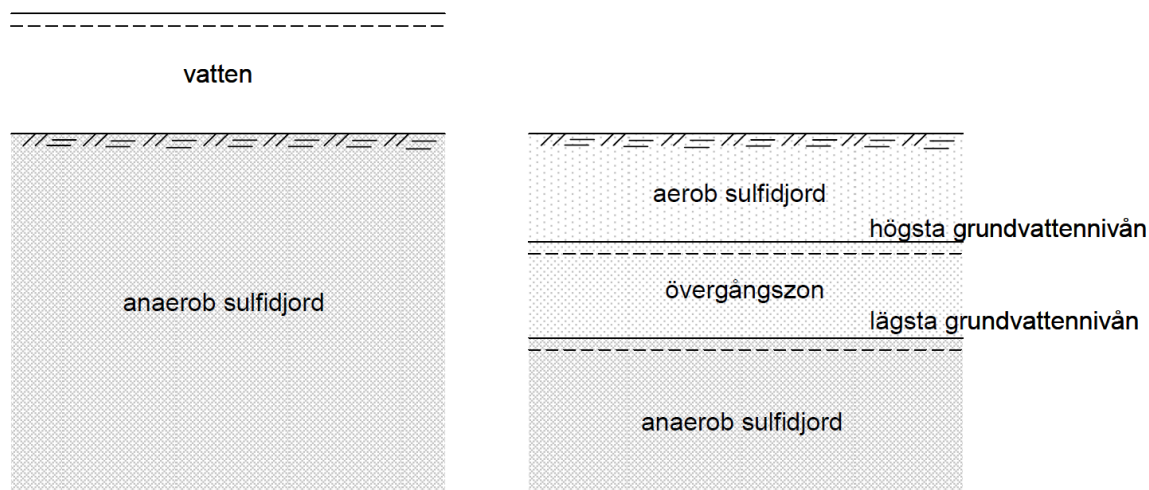 vatten
anaerob sulfidjord
aerob sulfidjord
högsta grundvattennivån
övergångszon
lägsta grundvattennivån
anaerob sulfidjord